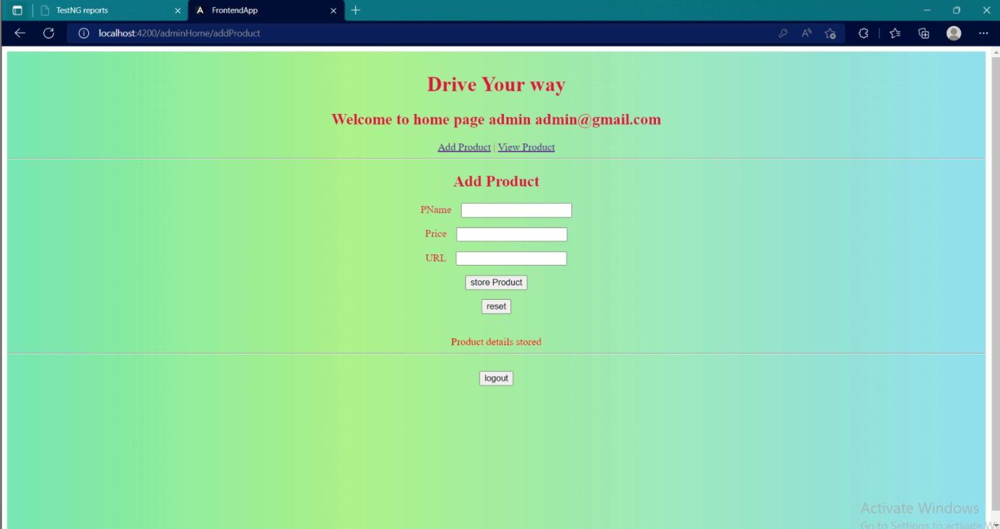 TestNG reports
FrontendApp
localhost:4200/adminHome/addProduct
Drive Your way
Welcome to home page admin admin@gmail.com
Add Product | View Product
Add Product
PName
Price
URL
store Product
reset
Product details stored
logout
Activate Windows
Go to Settings to activate